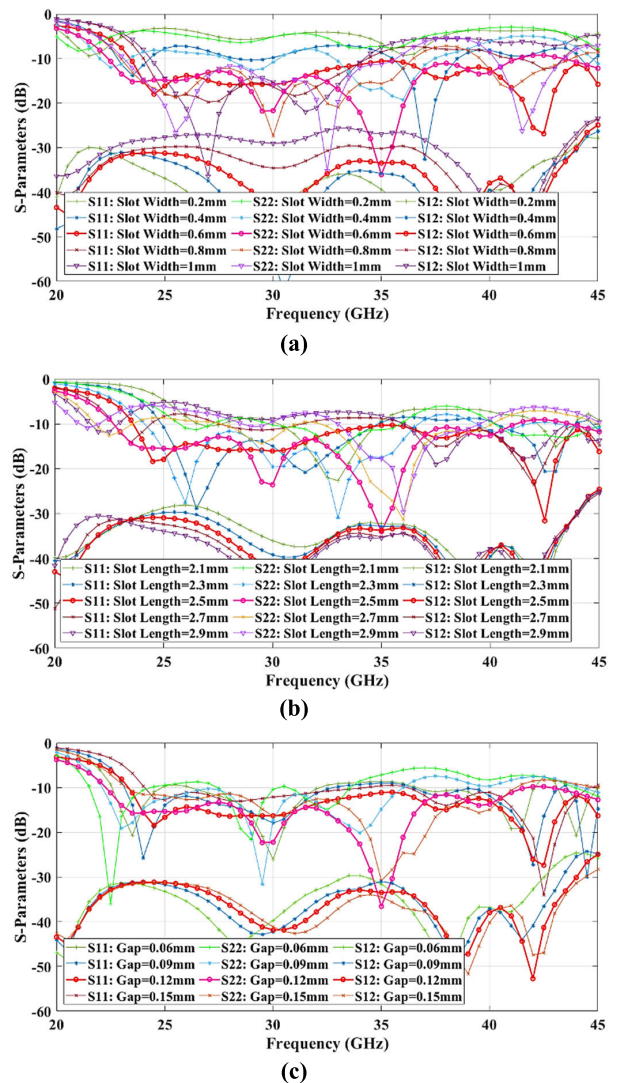 0
-10
-20
-30
-40
-50
-60
S-Parameters (dB)
S11: Slot Width=0.2mm S22: Slot Width=0.2mm S12: Slot Width=0.2mm
S11: Slot Width=0.4mm S22: Slot Width=0.4mm S12: Slot Width=0.4mm
S11: Slot Width=0.6mm S22: Slot Width=0.6mm S12: Slot Width=0.6mm
S11: Slot Width=0.8mm S22: Slot Width=0.8mm S12: Slot Width=0.8mm
S11: Slot Width=1mm S22: Slot Width=1mm S12: Slot Width=1mm
20 25 30 35 40 45
Frequency (GHz)
(a)
0
-10
-20
-30
-40
-50
-60
S-Parameters (dB)
S11: Slot Length=2.1mm S22: Slot Length=2.1mm S12: Slot Length=2.1mm
S11: Slot Length=2.3mm S22: Slot Length=2.3mm S12: Slot Length=2.3mm
S11: Slot Length=2.5mm S22: Slot Length=2.5mm S12: Slot Length=2.5mm
S11: Slot Length=2.7mm S22: Slot Length=2.7mm S12: Slot Length=2.7mm
S11: Slot Length=2.9mm S22: Slot Length=2.9mm S12: Slot Length=2.9mm
20 25 30 35 40 45
Frequency (GHz)
(b)
0
-10
-20
-30
-40
-50
-60
S-Parameters (dB)
S11: Gap=0.06mm S22: Gap=0.06mm S12: Gap=0.06mm
S11: Gap=0.09mm S22: Gap=0.09mm S12: Gap=0.09mm
S11: Gap=0.12mm S22: Gap=0.12mm S12: Gap=0.12mm
S11: Gap=0.15mm S22: Gap=0.15mm S12: Gap=0.15mm
20 25 30 35 40 45
Frequency (GHz)
(c)